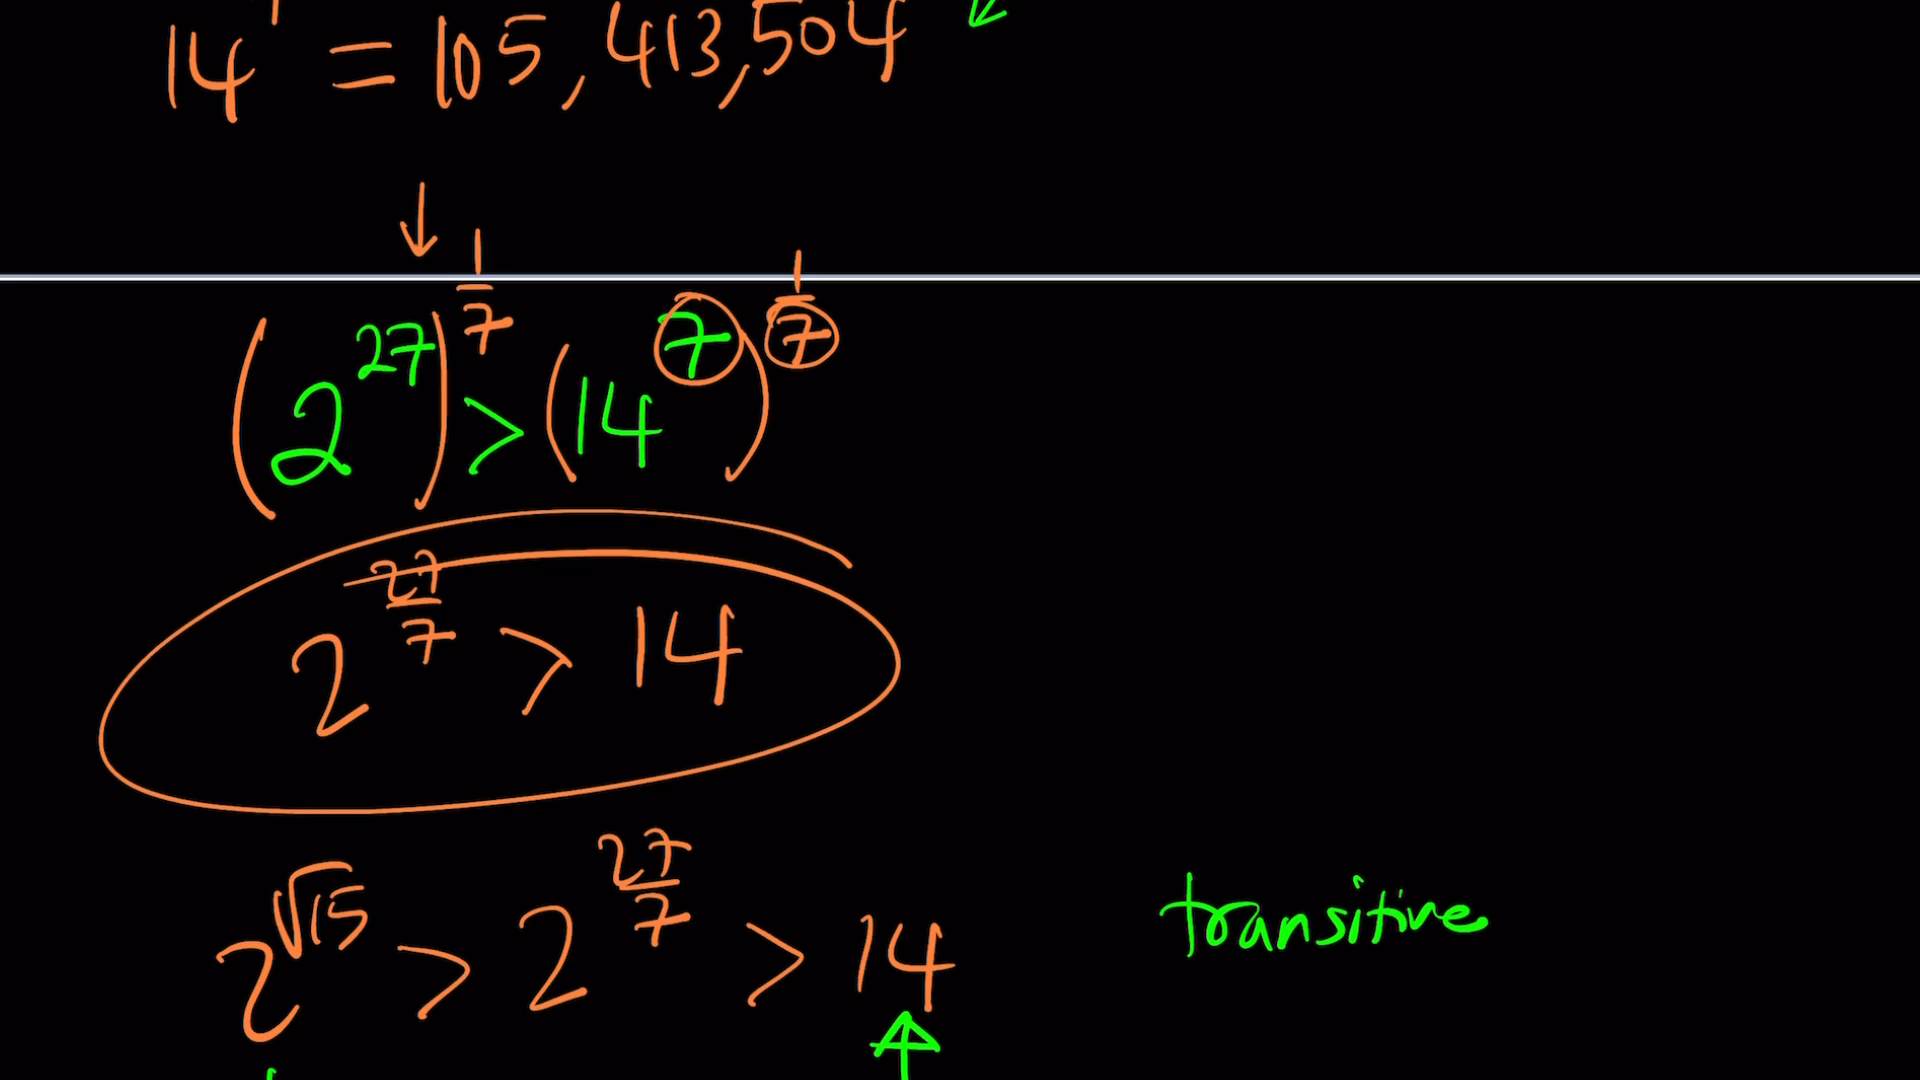 14^7 = 105,413,504
(2^27)^1/7 > (14^7)^1/7
2^27/7 > 14
2^√15 > 2^27/7 > 14
transitive